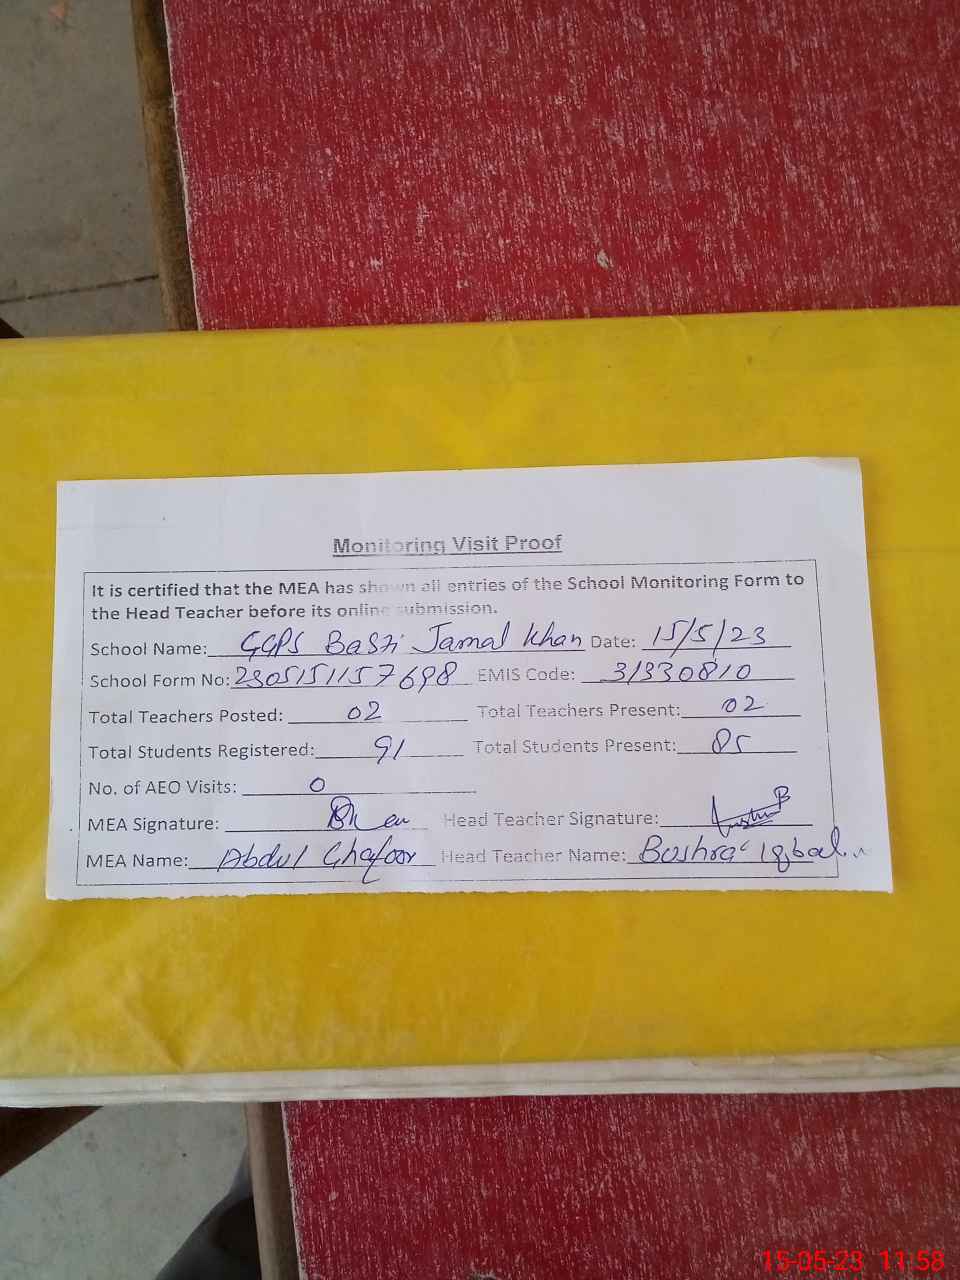 Monitoring Visit Proof
It is certified that the MEA has shown all entries of the School Monitoring Form to
the Head Teacher before its online submission.
School Name: GGPS Basti Jamal Khan Date: 15/5/23
School Form No: 2305151157698 EMIS Code: 31330810
Total Teachers Posted: 02 Total Teachers Present: 02
Total Students Registered: 91 Total Students Present: 85
No. of AEO Visits: 0
MEA Signature: Head Teacher Signature:
MEA Name: Abdul Ghafoor Head Teacher Name: Bushra Iqbal
15-05-23 11:58